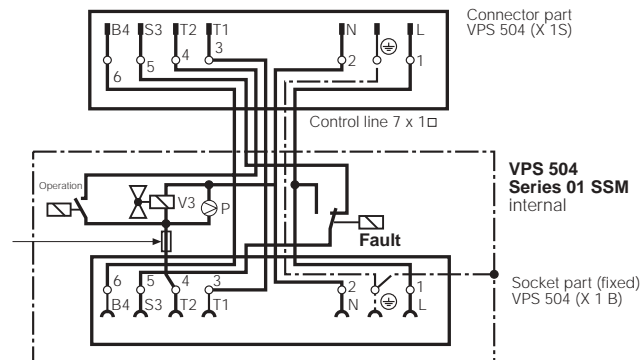 Connector part
VPS 504 (X 1S)
B4 S3 T2 T1 N L
6 5 4 3 2 1
Control line 7 x 1□
VPS 504
Series 01 SSM
internal
Operation
V3
P
Fault
6 5 4 3 2 1
B4 S3 T2 T1 N L
Socket part (fixed)
VPS 504 (X 1 B)